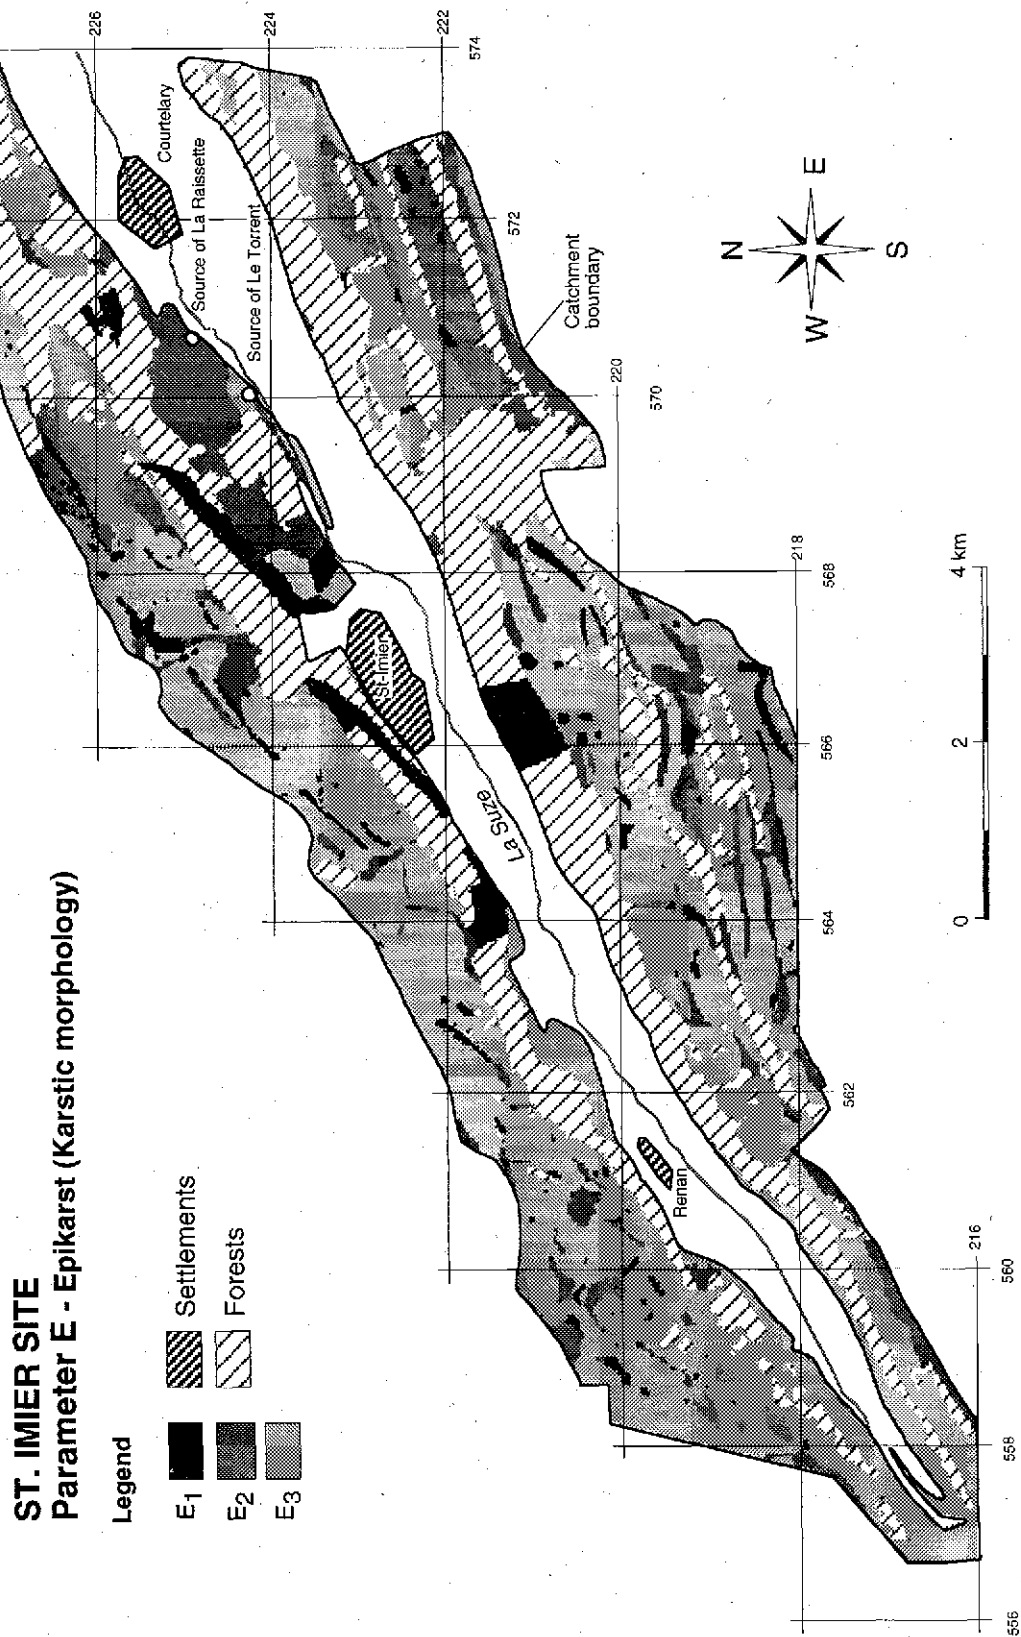 ST. IMIER SITE
Parameter E - Epikarst (Karstic morphology)
Legend
E1
E2
E3
Settlements
Forests
226
224
222
574
Courtelary
Source of La Raissette
Source of Le Torrent
572
Catchment
boundary
220
570
St-Imier
218
568
La Suze
566
564
562
Renan
216
560
558
556
N
E
S
W
0
2
4 km